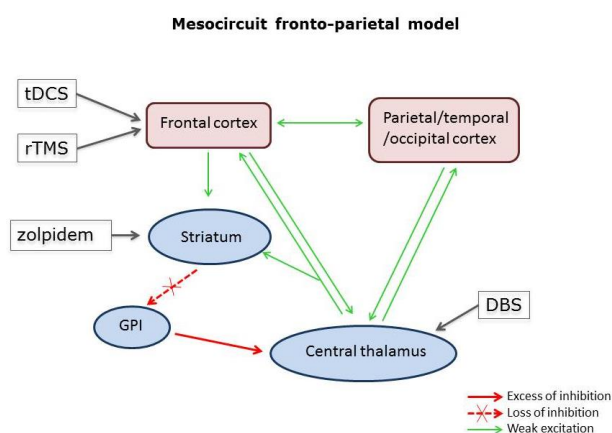 Mesocircuit fronto-parietal model
tDCS
rTMS
Frontal cortex
Parietal/temporal
/occipital cortex
zolpidem
Striatum
GPI
Central thalamus
DBS
Excess of inhibition
Loss of inhibition
Weak excitation